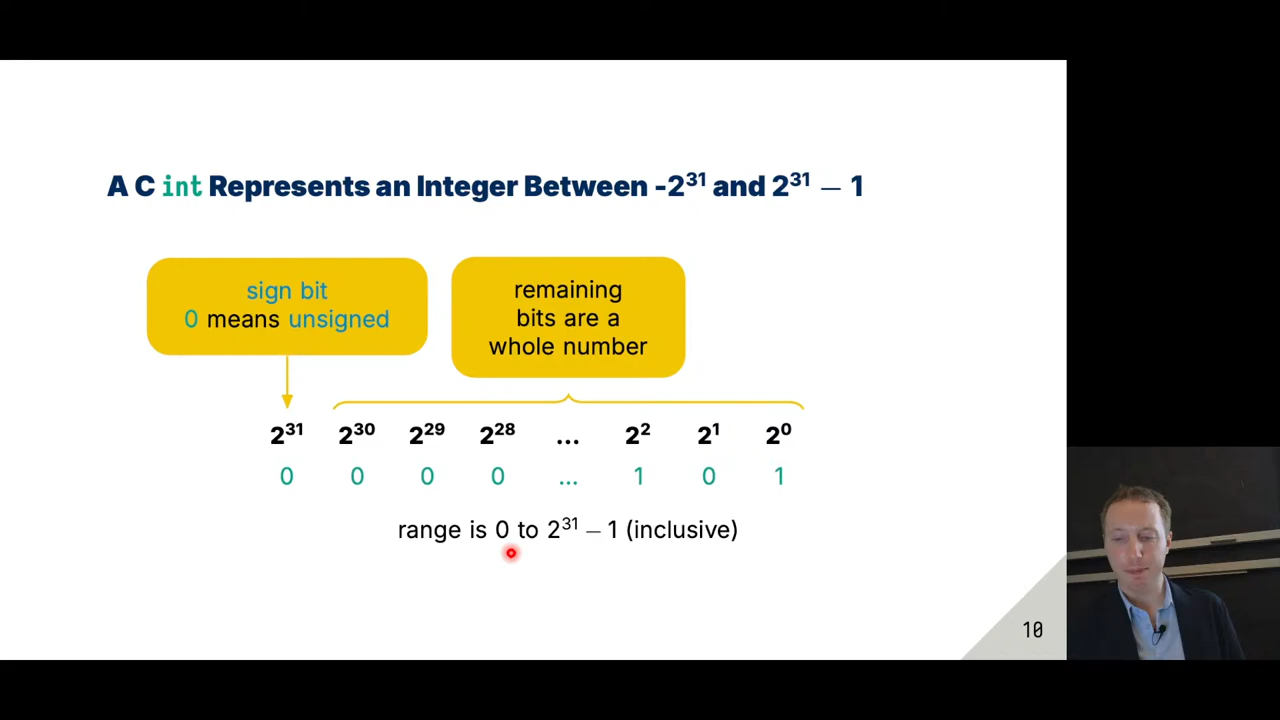 A C int Represents an Integer Between -2³¹ and 2³¹ − 1
sign bit
0 means unsigned
remaining
bits are a
whole number
2³¹ 2³⁰ 2²⁹ 2²⁸ ... 2² 2¹ 2⁰
0 0 0 0 ... 1 0 1
range is 0 to 2³¹ − 1 (inclusive)
10